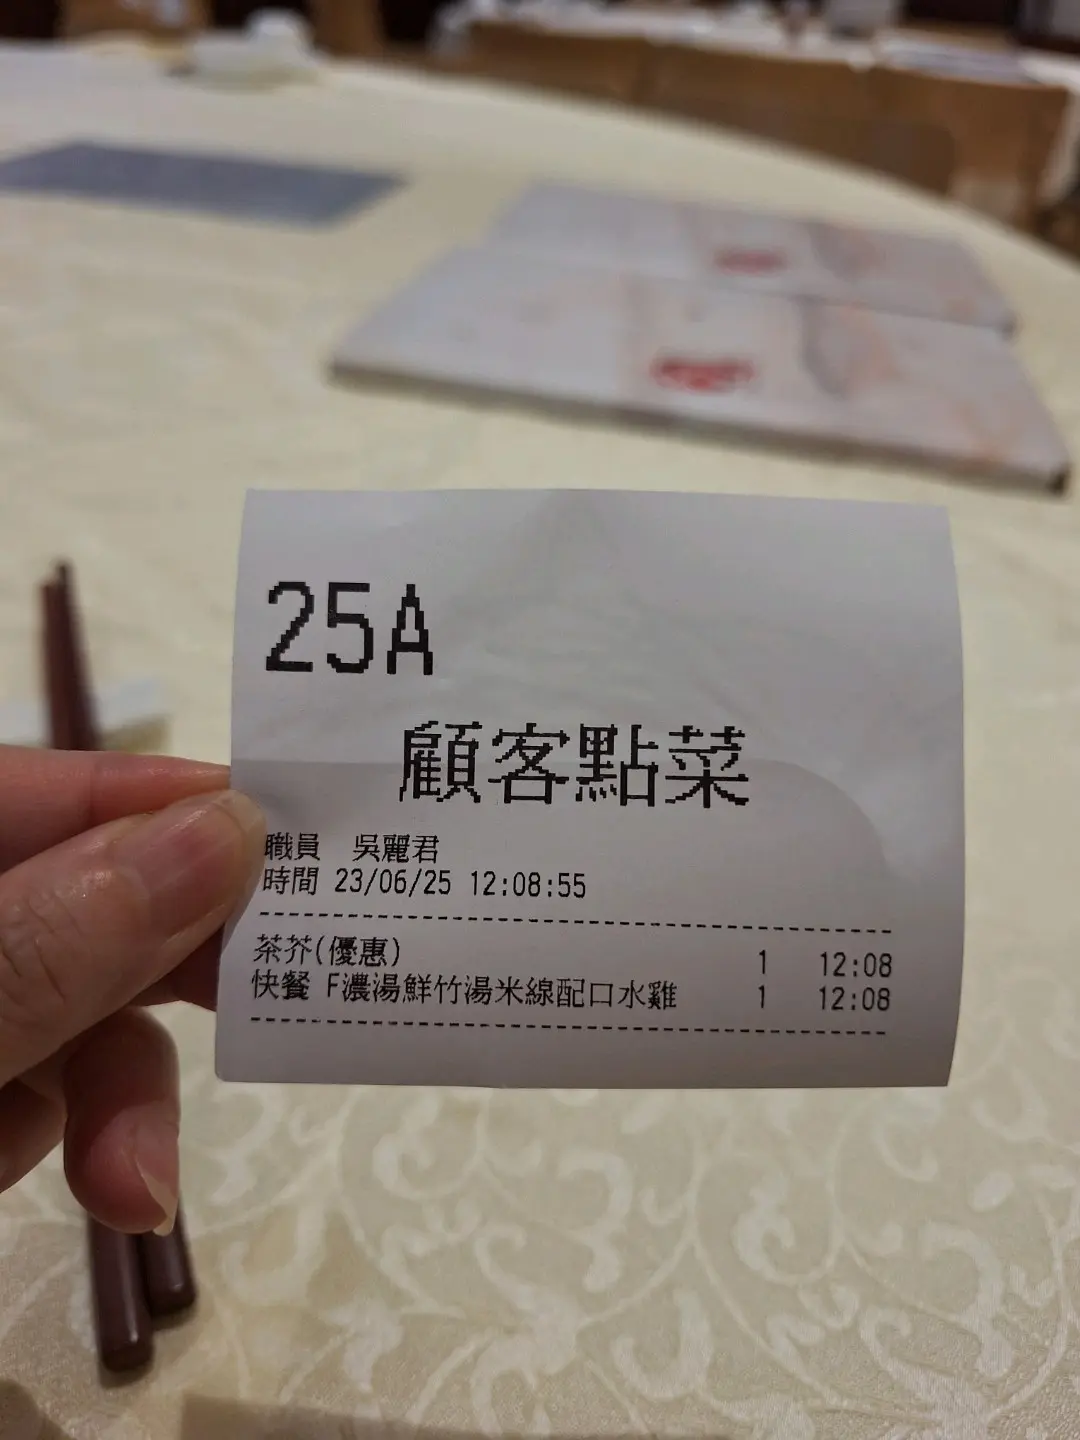 25A
顧客點菜
職員 吳麗君
時間 23/06/25 12:08:55
茶芥(優惠) 1 12:08
快餐 F濃湯鮮竹湯米線配口水雞 1 12:08